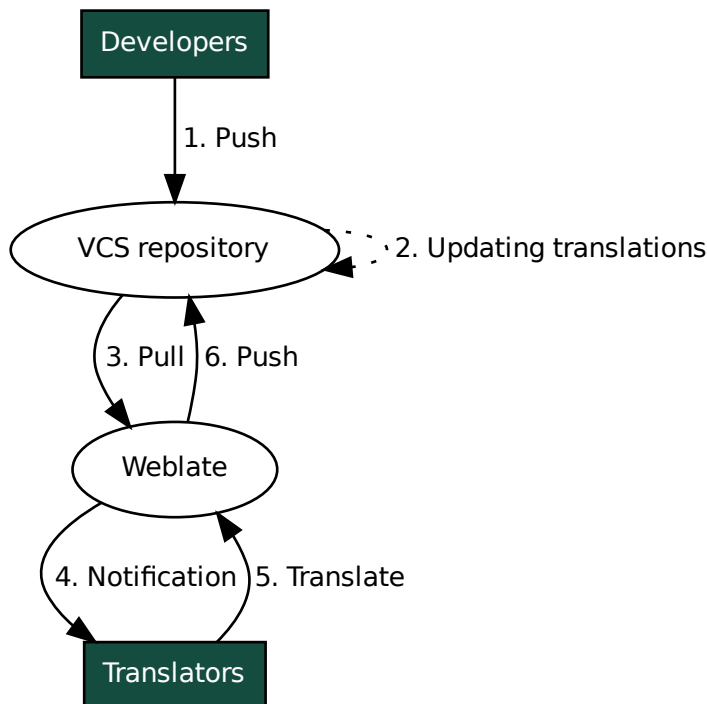 Developers
1. Push
VCS repository
2. Updating translations
3. Pull
6. Push
Weblate
4. Notification
5. Translate
Translators